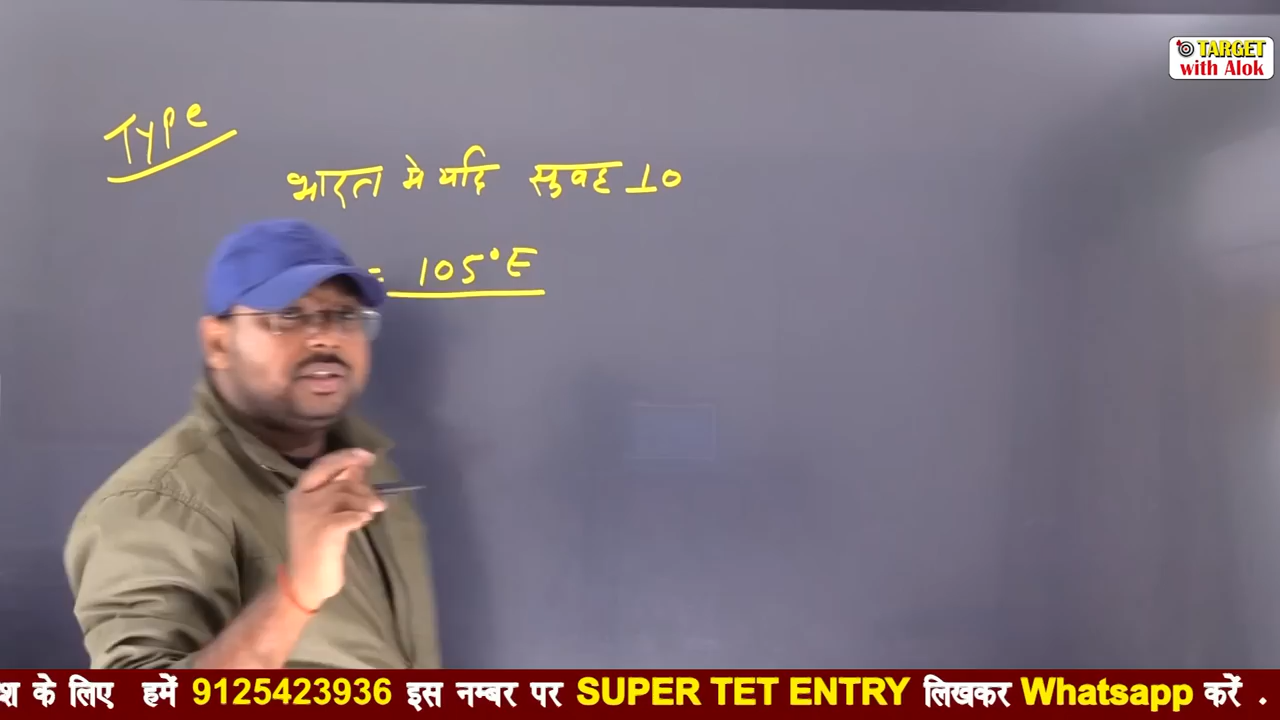 TARGET
with Alok
Type
भारत मे यदि सुबह 10
= 105°E
श के लिए हमें 9125423936 इस नम्बर पर SUPER TET ENTRY लिखकर Whatsapp करें .